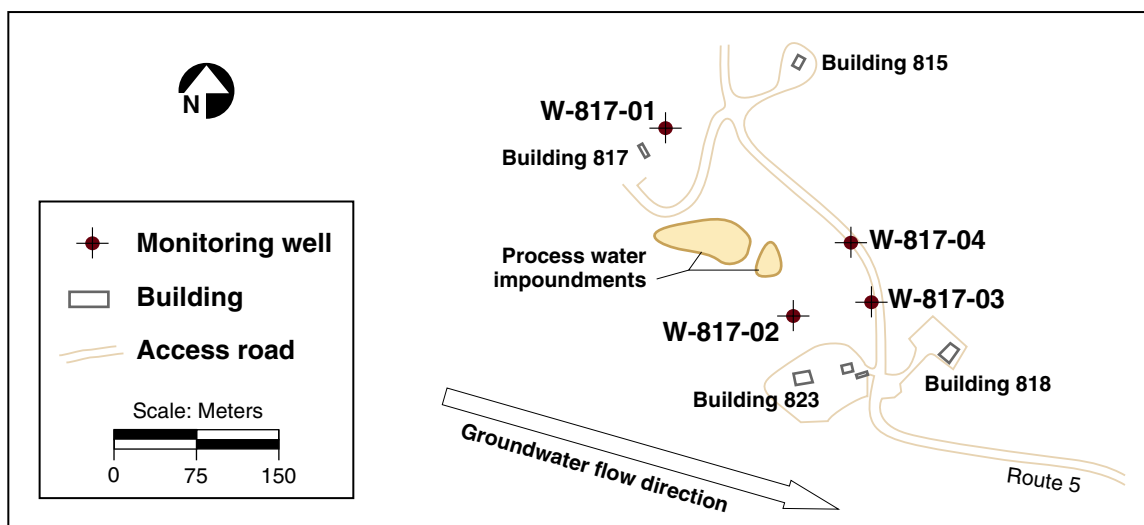 Building 815
N
W-817-01
Building 817
Monitoring well
W-817-04
Process water
impoundments
Building
W-817-03
W-817-02
Access road
Building 818
Building 823
Scale: Meters
0 75 150
Groundwater flow direction
Route 5